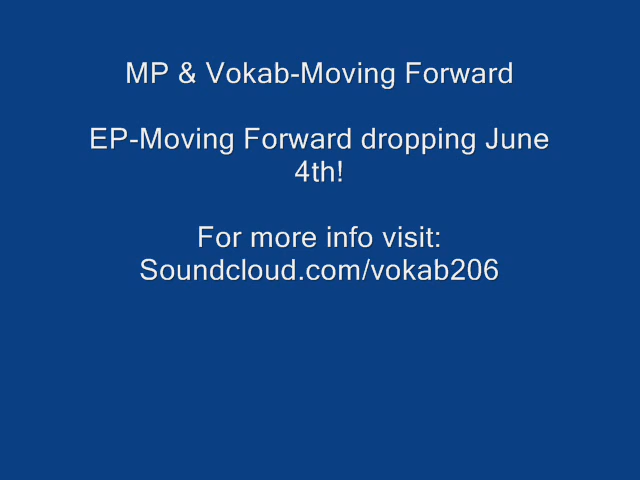 MP & Vokab-Moving Forward
EP-Moving Forward dropping June
4th!
For more info visit:
Soundcloud.com/vokab206